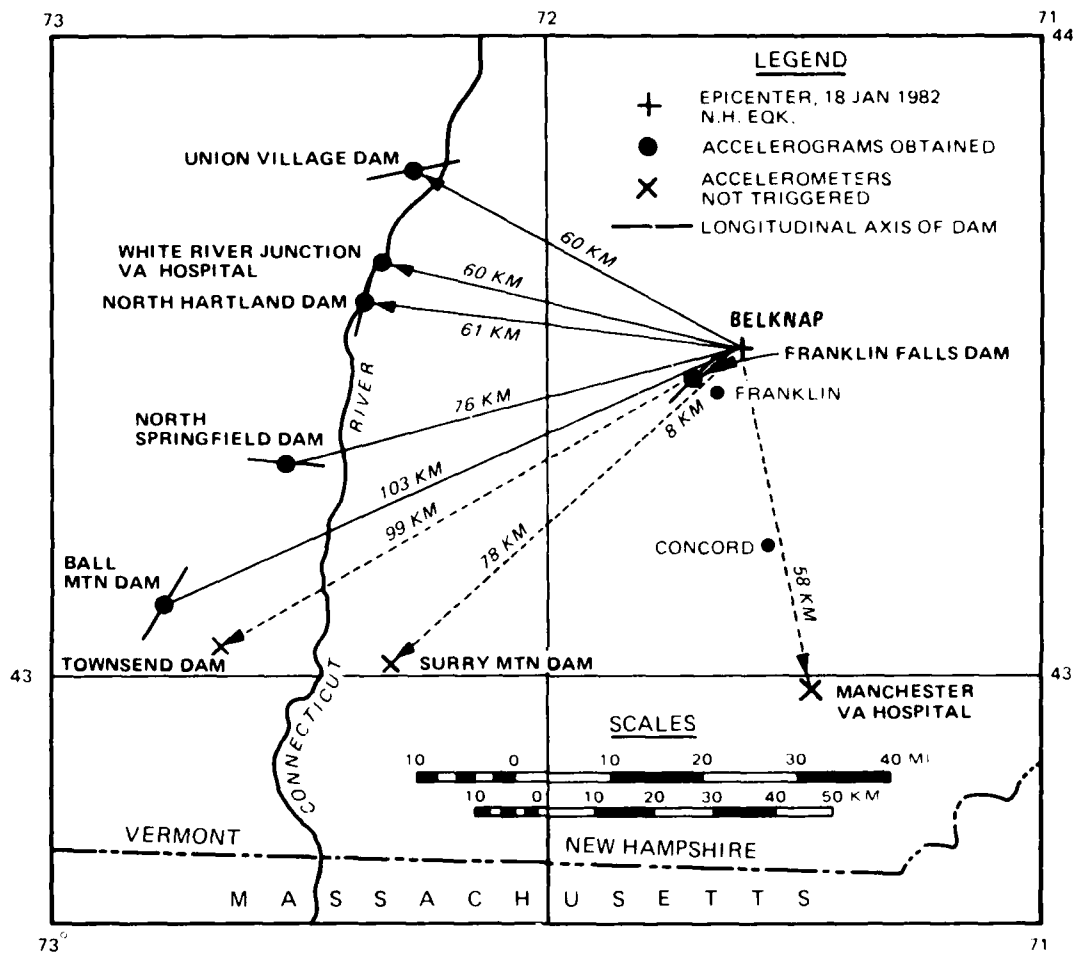 73
72
71
44
LEGEND
EPICENTER, 18 JAN 1982
N.H. EQK.
ACCELEROGRAMS OBTAINED
ACCELEROMETERS
NOT TRIGGERED
LONGITUDINAL AXIS OF DAM
UNION VILLAGE DAM
WHITE RIVER JUNCTION
VA HOSPITAL
NORTH HARTLAND DAM
60 KM
60 KM
61 KM
BELKNAP
FRANKLIN FALLS DAM
FRANKLIN
8 KM
RIVER
76 KM
NORTH
SPRINGFIELD DAM
103 KM
99 KM
78 KM
CONCORD
58 KM
BALL
MTN DAM
TOWNSEND DAM
SURRY MTN DAM
43
43
MANCHESTER
VA HOSPITAL
CONNECTICUT
SCALES
10 0 10 20 30 40 MI
10 0 10 20 30 40 50 KM
VERMONT
NEW HAMPSHIRE
MASSACHUSETTS
73°
71